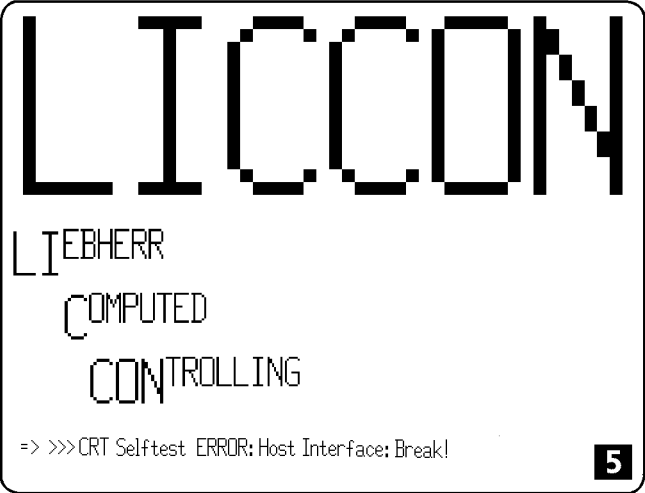 LICCON
LIEBHERR
COMPUTED
CONTROLLING
=> >>>CRT Selftest ERROR: Host Interface: Break!
5